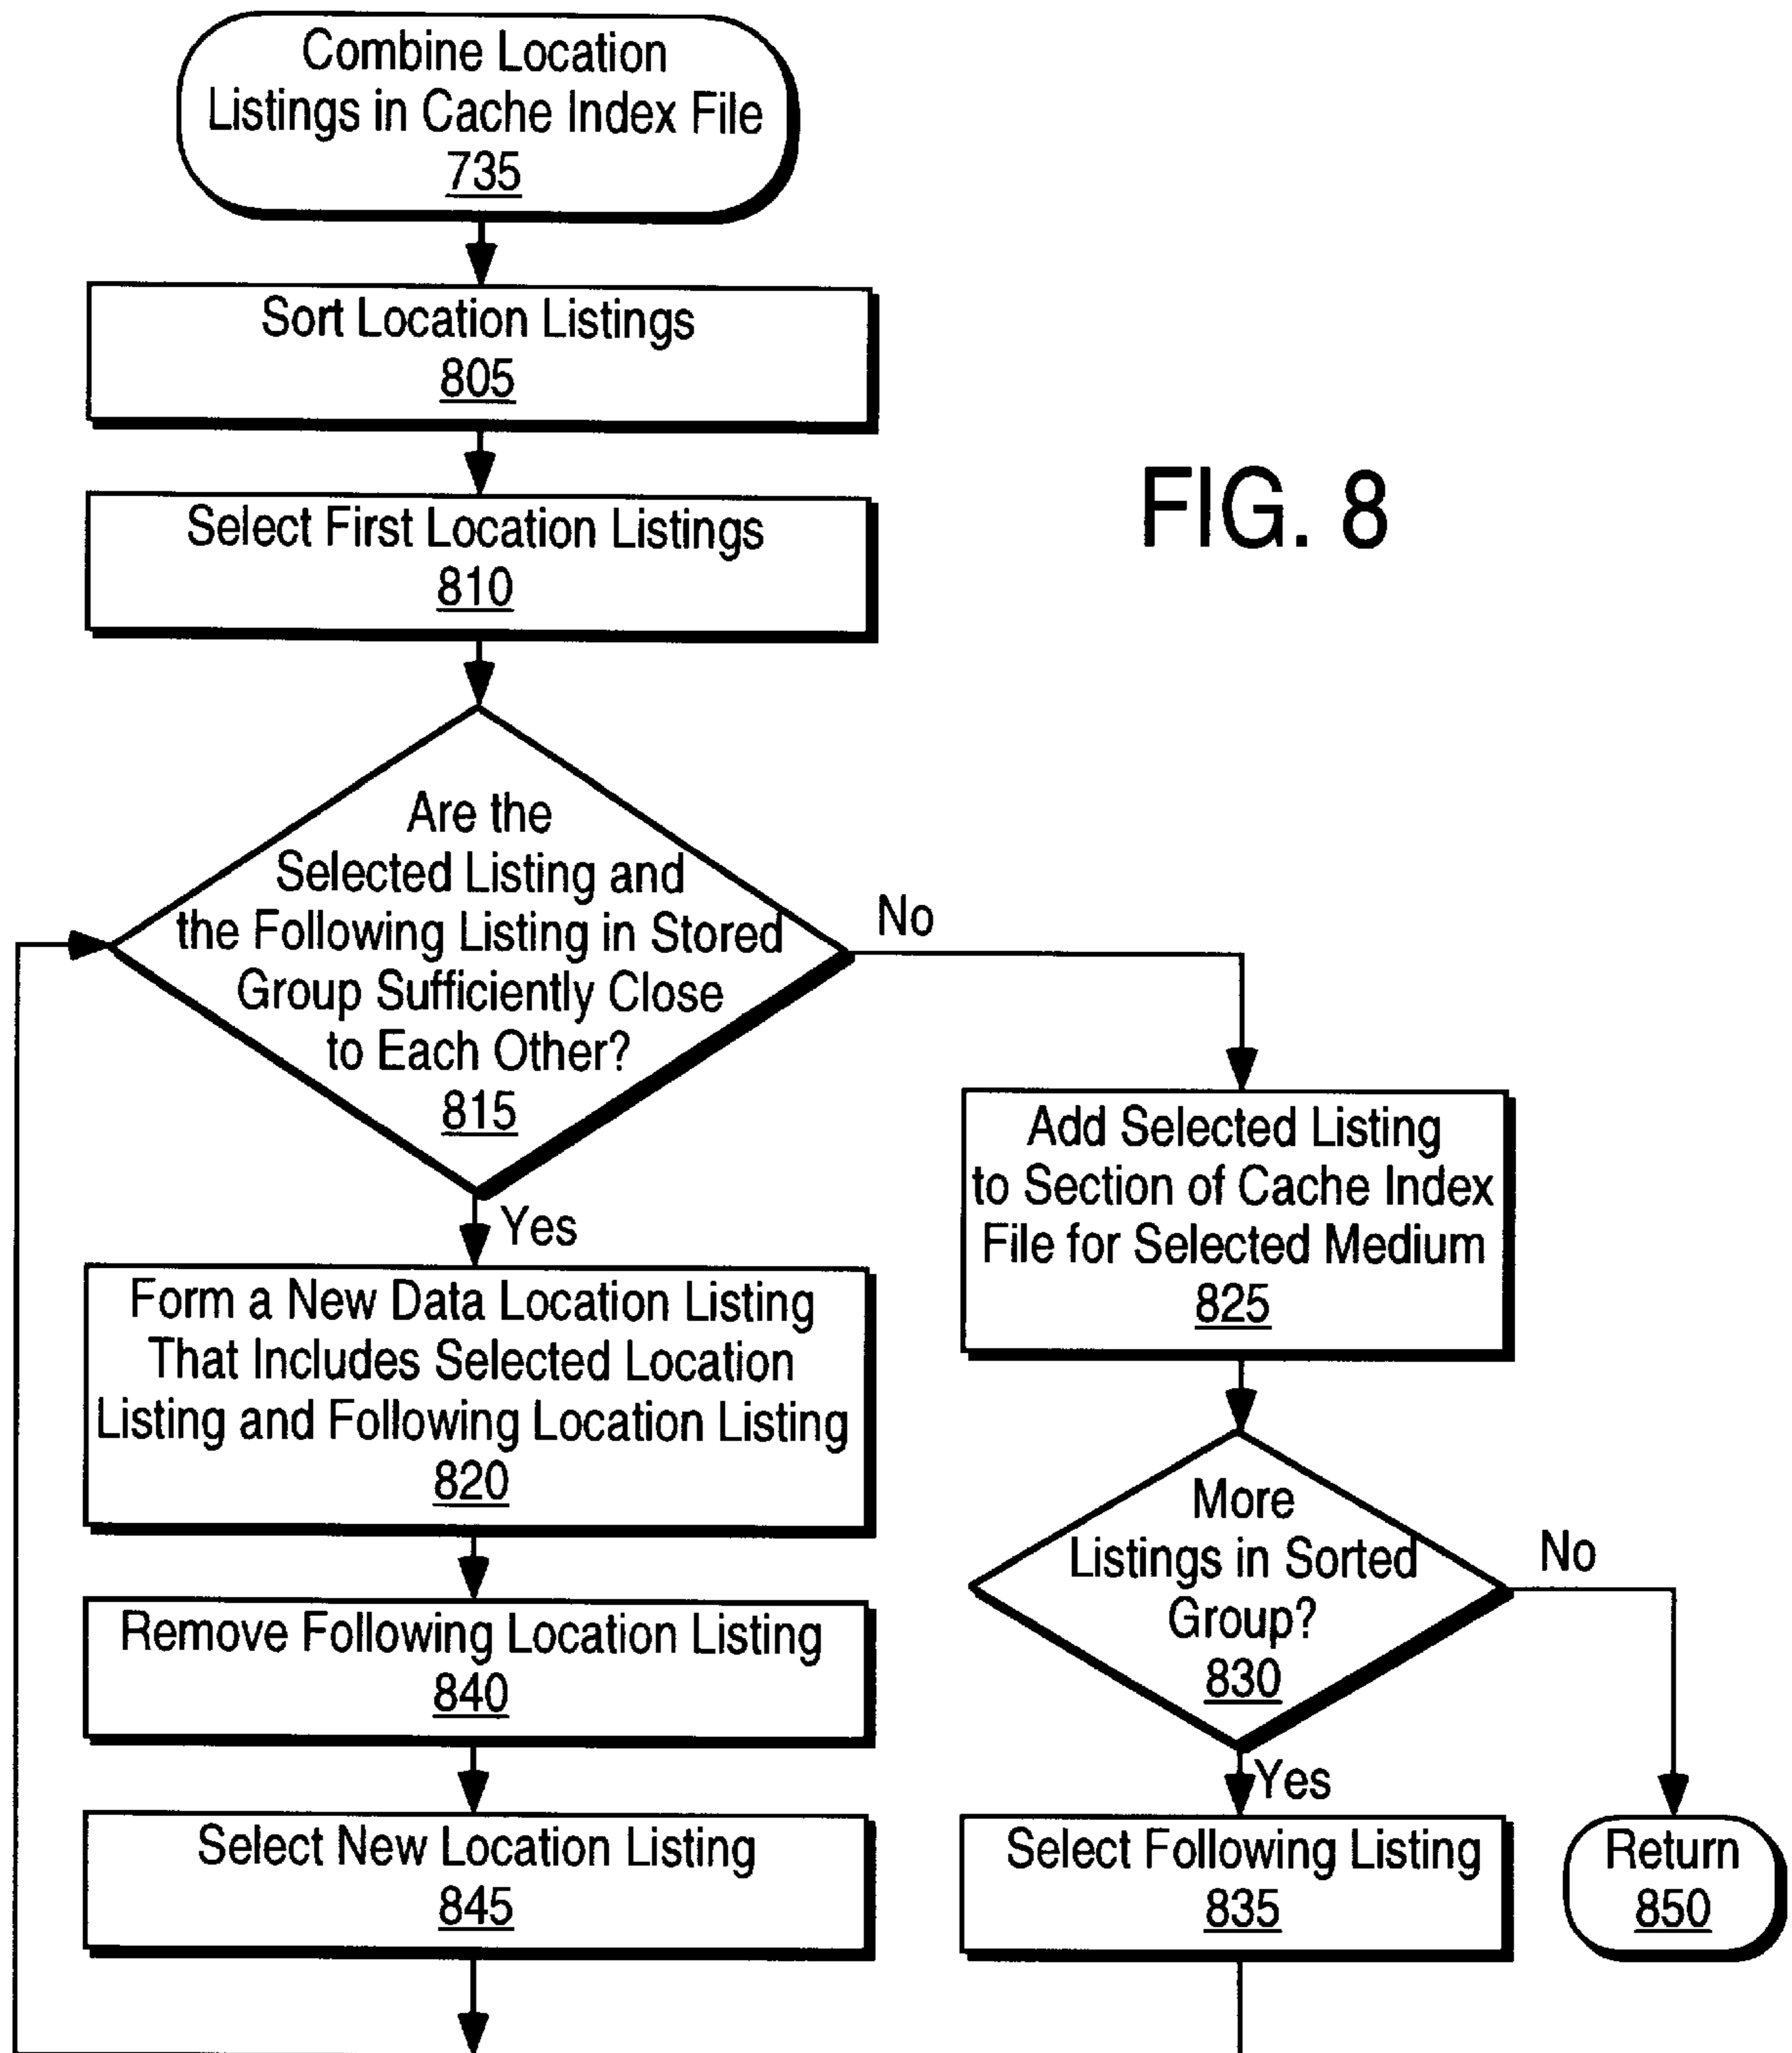 Combine Location
Listings in Cache Index File
735
Sort Location Listings
805
Select First Location Listings
810
FIG. 8
Are the
Selected Listing and
the Following Listing in Stored
Group Sufficiently Close
to Each Other?
815
No
Yes
Add Selected Listing
to Section of Cache Index
File for Selected Medium
825
Form a New Data Location Listing
That Includes Selected Location
Listing and Following Location Listing
820
More
Listings in Sorted
Group?
830
No
Remove Following Location Listing
840
Yes
Select New Location Listing
845
Select Following Listing
835
Return
850